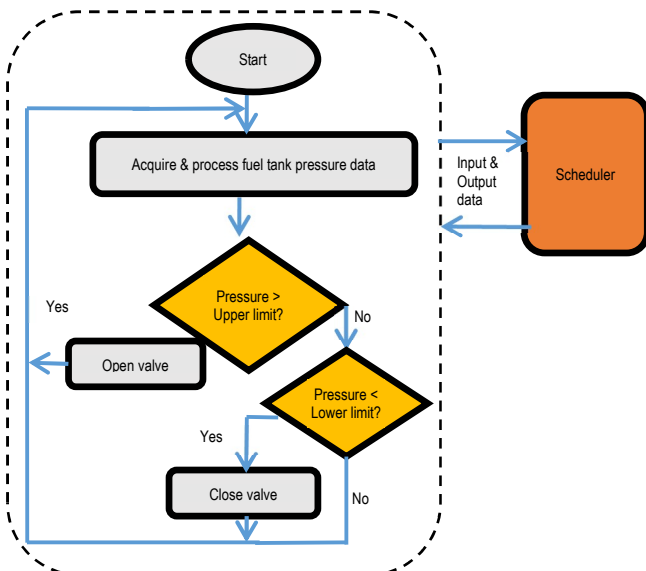 Start
Acquire & process fuel tank pressure data
Input &
Output
data
Scheduler
Pressure >
Upper limit?
Yes
No
Open valve
Pressure <
Lower limit?
Yes
Close valve
No